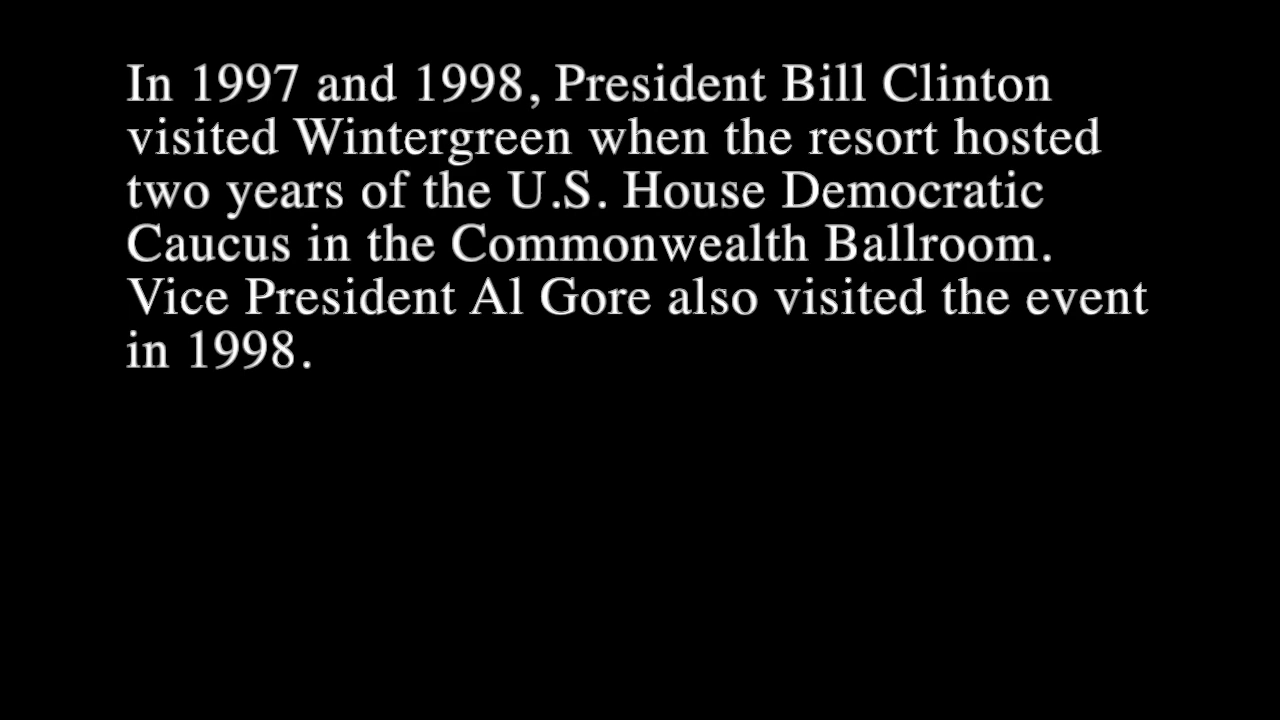 In 1997 and 1998, President Bill Clinton
visited Wintergreen when the resort hosted
two years of the U.S. House Democratic
Caucus in the Commonwealth Ballroom.
Vice President Al Gore also visited the event
in 1998.